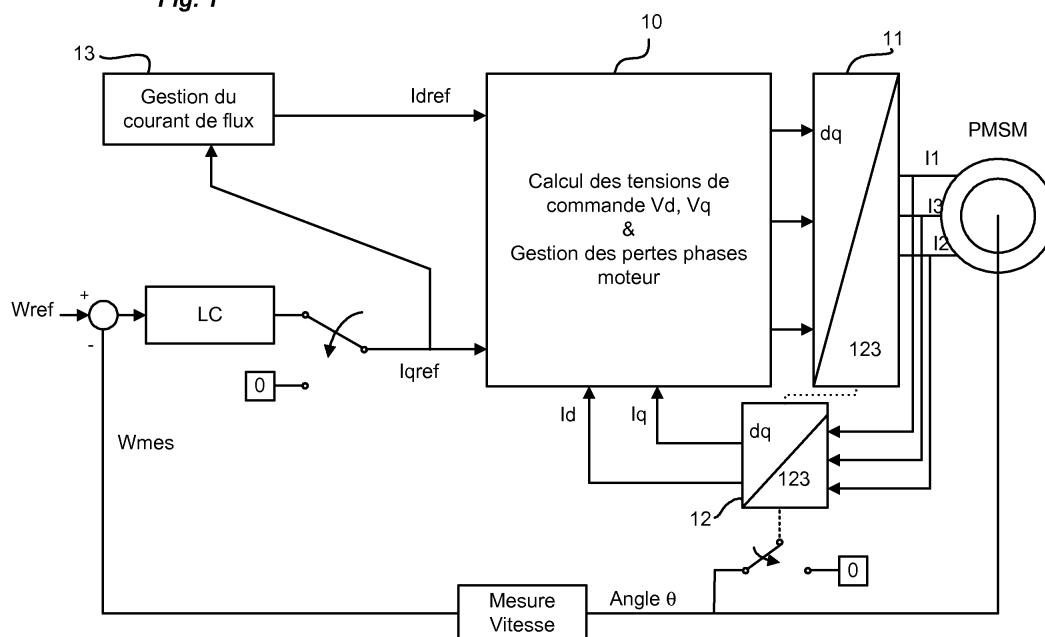 Fig. 1
13
10
11
Gestion du
courant de flux
Idref
dq
PMSM
I1
I3
I2
Calcul des tensions de
commande Vd, Vq
&
Gestion des pertes phases
moteur
Wref
+
-
LC
Iqref
0
123
Id
Iq
dq
123
12
Wmes
0
Mesure
Vitesse
Angle θ